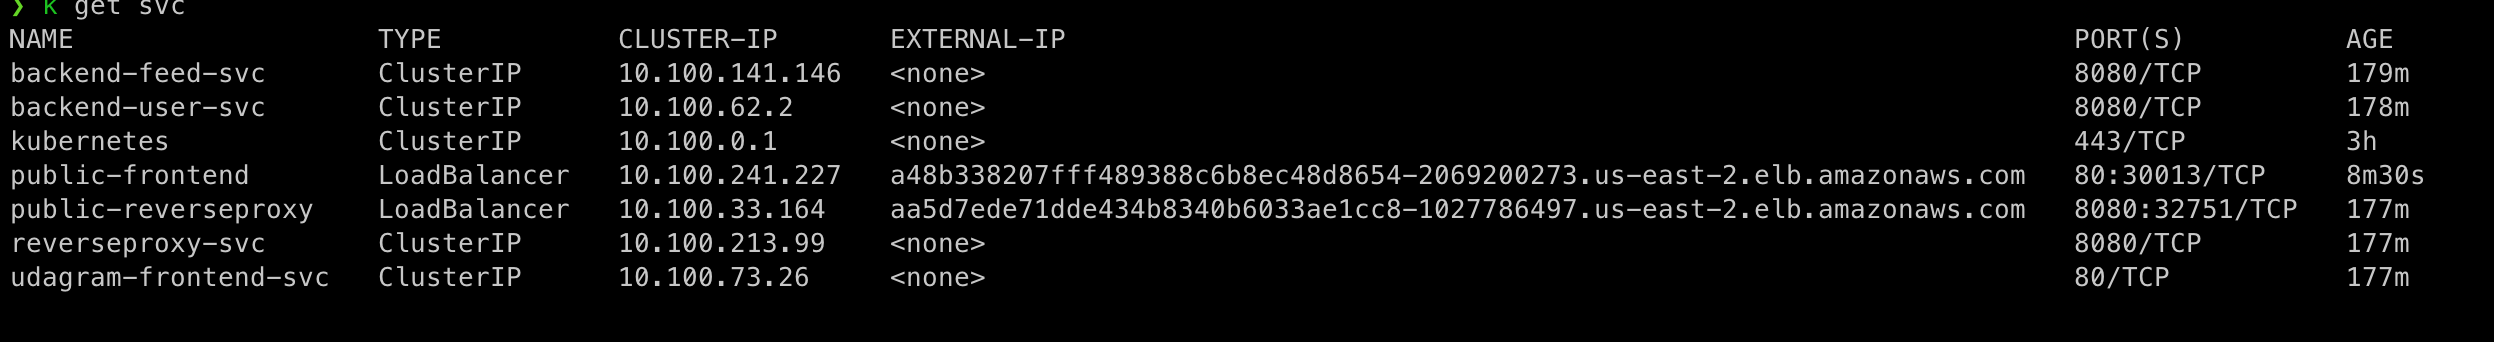 ❯ k get svc
NAME TYPE CLUSTER-IP EXTERNAL-IP PORT(S) AGE
backend-feed-svc ClusterIP 10.100.141.146 <none> 8080/TCP 179m
backend-user-svc ClusterIP 10.100.62.2 <none> 8080/TCP 178m
kubernetes ClusterIP 10.100.0.1 <none> 443/TCP 3h
public-frontend LoadBalancer 10.100.241.227 a48b338207fff489388c6b8ec48d8654-2069200273.us-east-2.elb.amazonaws.com 80:30013/TCP 8m30s
public-reverseproxy LoadBalancer 10.100.33.164 aa5d7ede71dde434b8340b6033ae1cc8-1027786497.us-east-2.elb.amazonaws.com 8080:32751/TCP 177m
reverseproxy-svc ClusterIP 10.100.213.99 <none> 8080/TCP 177m
udagram-frontend-svc ClusterIP 10.100.73.26 <none> 80/TCP 177m